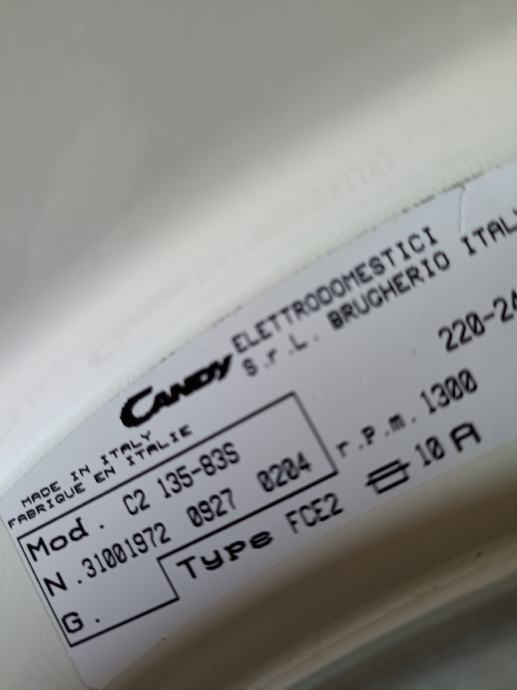 CANDY ELETTRODOMESTICI
S.r.L. BRUGHERIO ITAL
MADE IN ITALY
FABRIQUE EN ITALIE
220-24
Mod. C2 135-83S
r.P.m. 1300
N.31001972 0927 0204
10 A
G.
Type FCE2